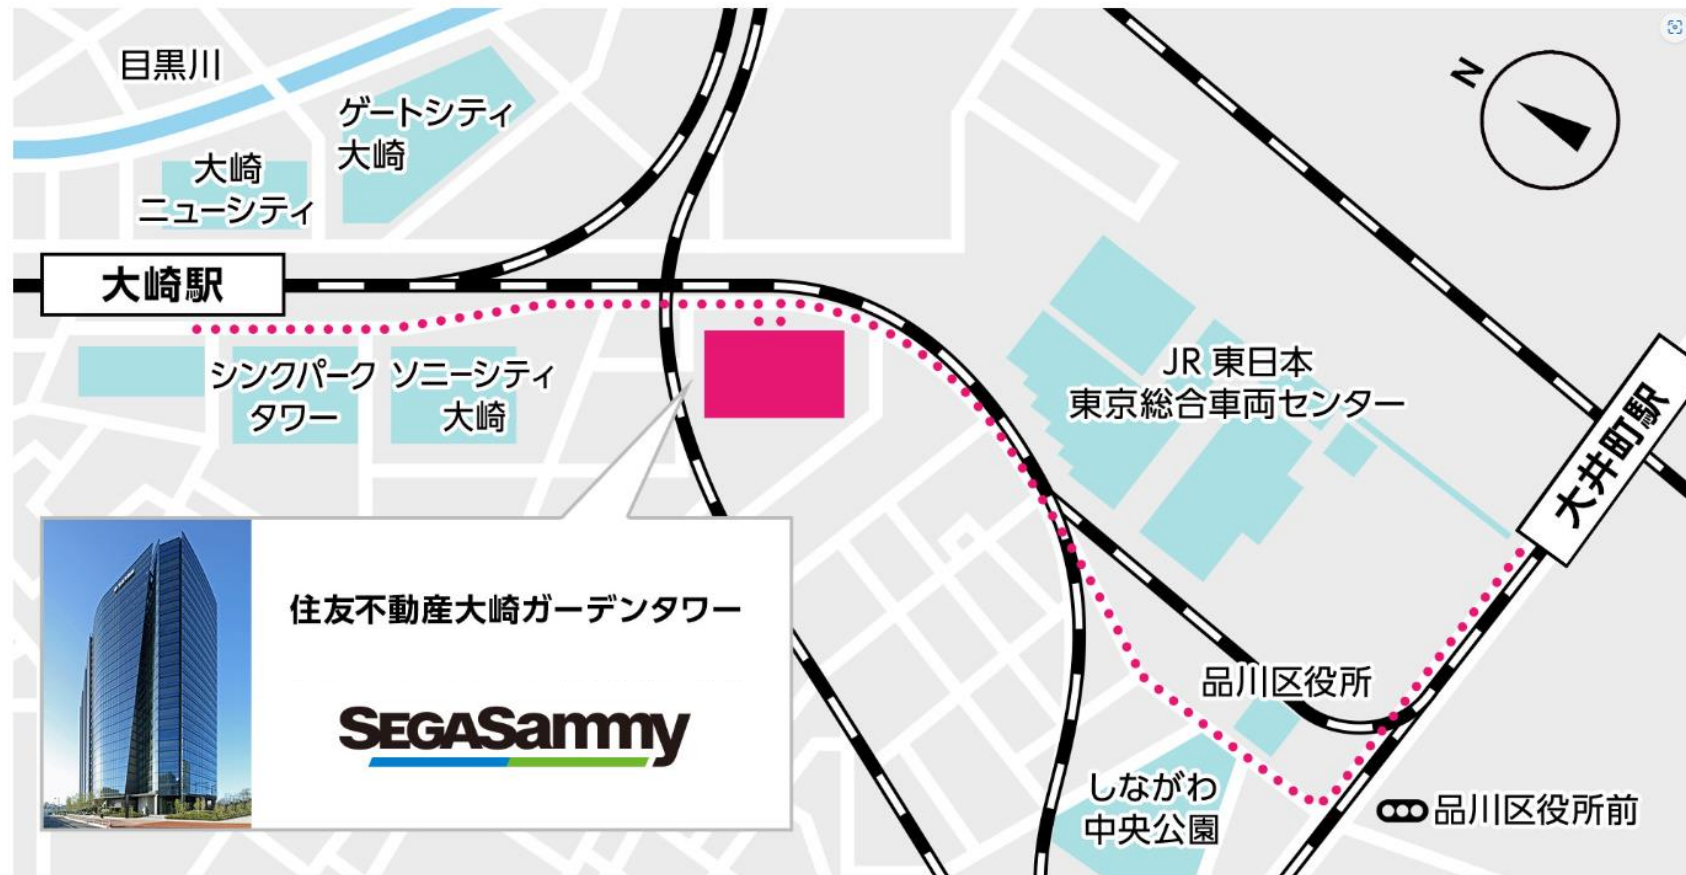 目黒川
ゲートシティ
大崎
大崎
ニューシティ
N
大崎駅
シンクパーク
タワー
ソニーシティ
大崎
JR 東日本
東京総合車両センター
大井町駅
住友不動産大崎ガーデンタワー
SEGASammy
品川区役所
しながわ
中央公園
品川区役所前